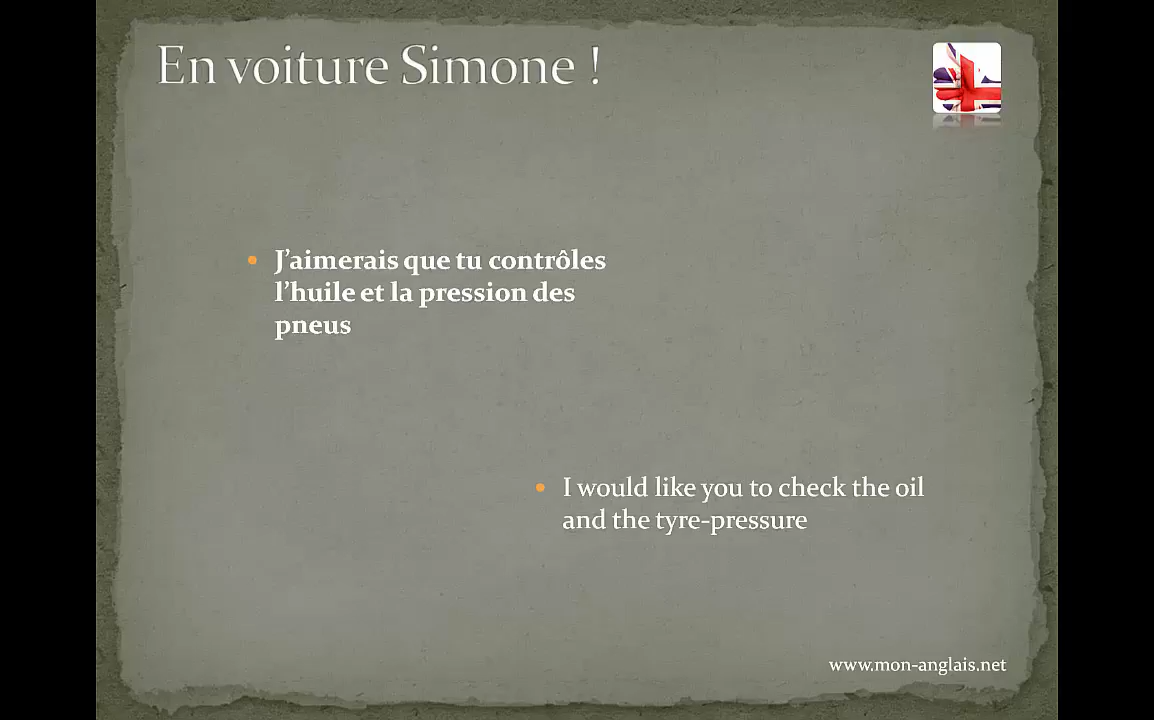 En voiture Simone !
• J’aimerais que tu contrôles
l’huile et la pression des
pneus
• I would like you to check the oil
and the tyre-pressure
www.mon-anglais.net